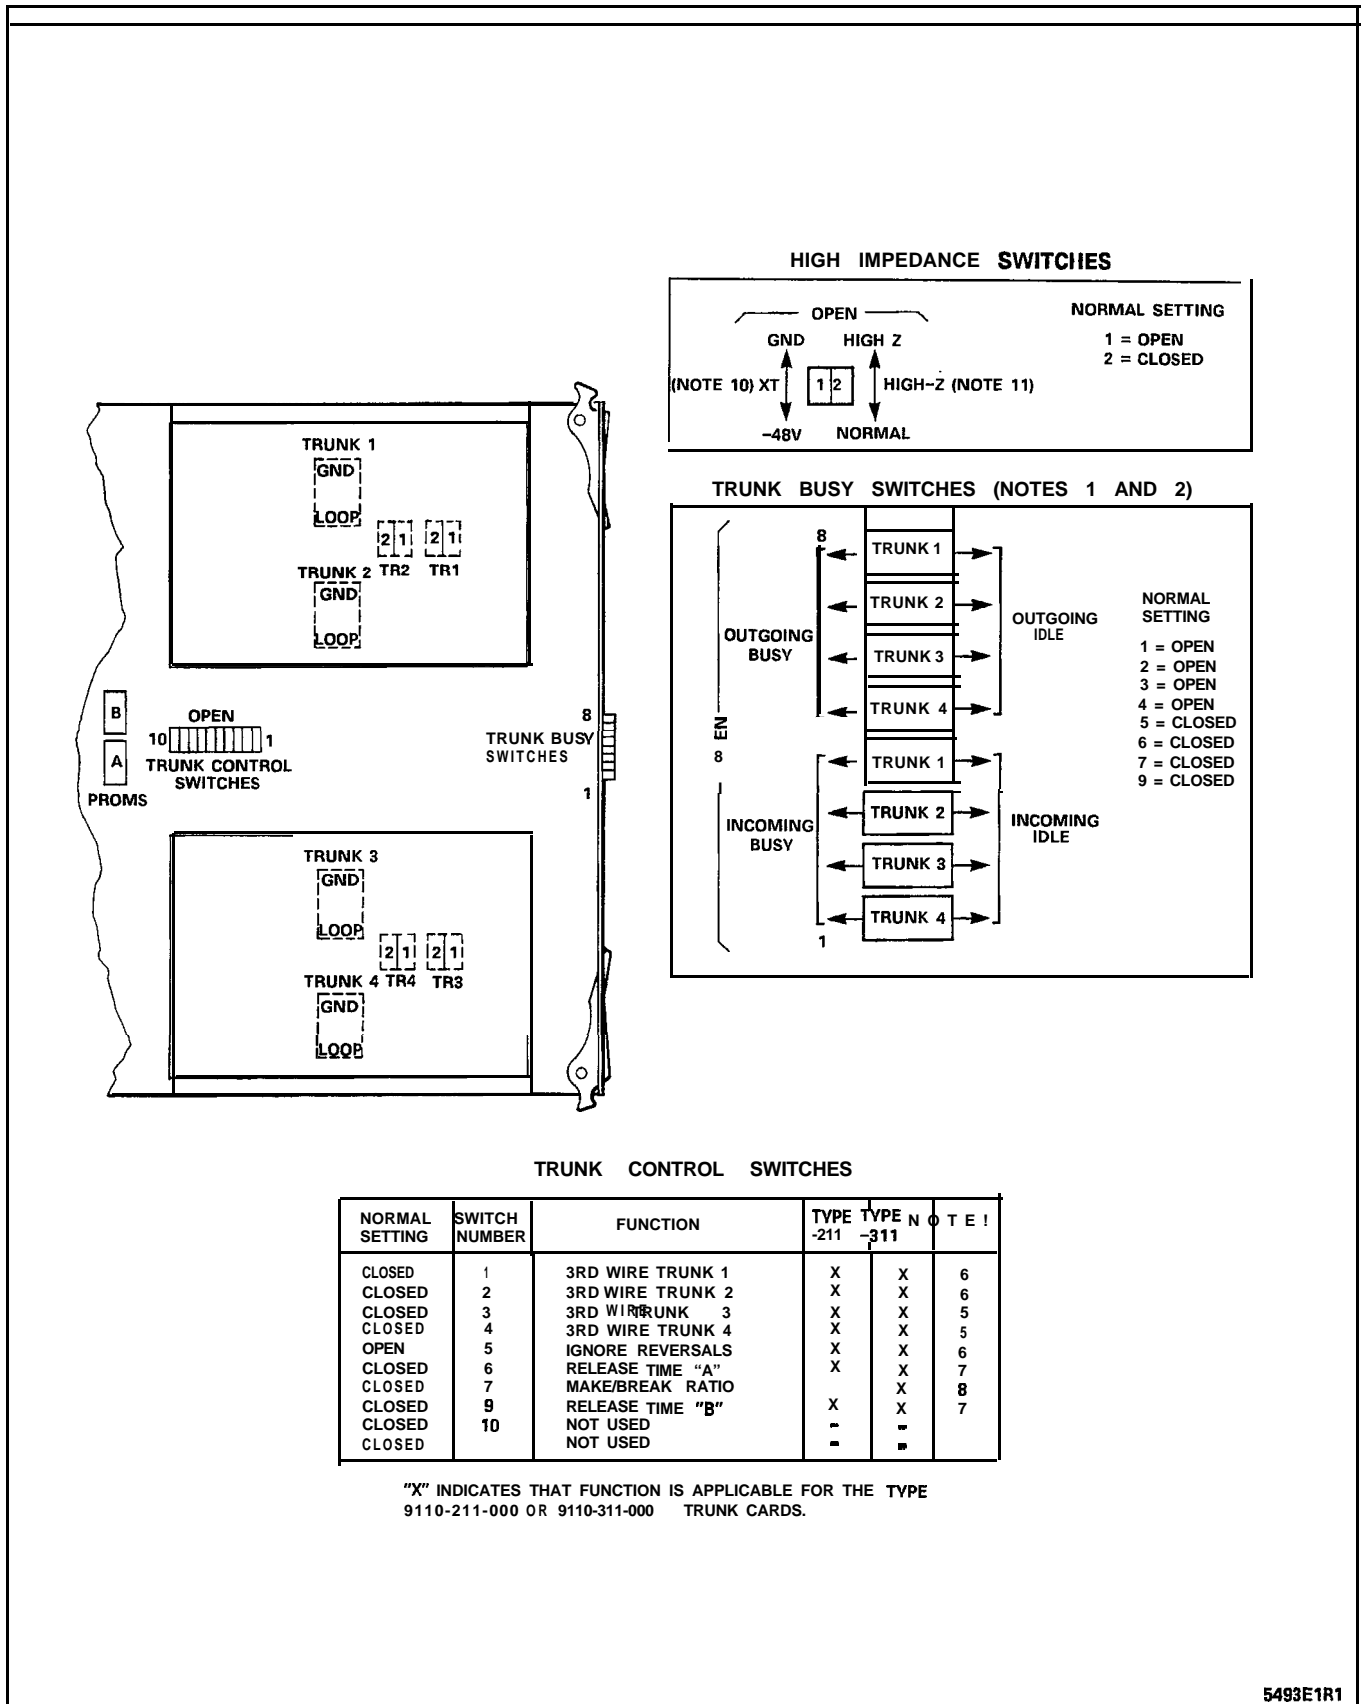 HIGH IMPEDANCE SWITCHES
OPEN
GND HIGH Z
(NOTE 10) XT 1 2 HIGH-Z (NOTE 11)
-48V NORMAL
NORMAL SETTING
1 = OPEN
2 = CLOSED
TRUNK 1
GND
LOOP
2 1 2 1
TR2 TR1
TRUNK 2
GND
LOOP
B
A
PROMS
OPEN
10 1
TRUNK CONTROL
SWITCHES
8
TRUNK BUSY
SWITCHES
1
TRUNK 3
GND
LOOP
2 1 2 1
TR4 TR3
TRUNK 4
GND
LOOP
TRUNK BUSY SWITCHES (NOTES 1 AND 2)
8
TRUNK 1
TRUNK 2
TRUNK 3
TRUNK 4
OUTGOING
BUSY
OUTGOING
IDLE
EN
8
TRUNK 1
TRUNK 2
TRUNK 3
TRUNK 4
INCOMING
BUSY
INCOMING
IDLE
1
NORMAL
SETTING
1 = OPEN
2 = OPEN
3 = OPEN
4 = OPEN
5 = CLOSED
6 = CLOSED
7 = CLOSED
9 = CLOSED
TRUNK CONTROL SWITCHES
NORMAL SETTING SWITCH NUMBER FUNCTION TYPE -211 TYPE -311 NOTE!
CLOSED 1 3RD WIRE TRUNK 1 X X 6
CLOSED 2 3RD WIRE TRUNK 2 X X 6
CLOSED 3 3RD WIRE TRUNK 3 X X 5
CLOSED 4 3RD WIRE TRUNK 4 X X 5
OPEN 5 IGNORE REVERSALS X X 6
CLOSED 6 RELEASE TIME "A" X X 7
CLOSED 7 MAKE/BREAK RATIO X 8
CLOSED 9 RELEASE TIME "B" X X 7
CLOSED 10 NOT USED - -
CLOSED NOT USED - -
"X" INDICATES THAT FUNCTION IS APPLICABLE FOR THE TYPE
9110-211-000 OR 9110-311-000 TRUNK CARDS.
5493E1R1